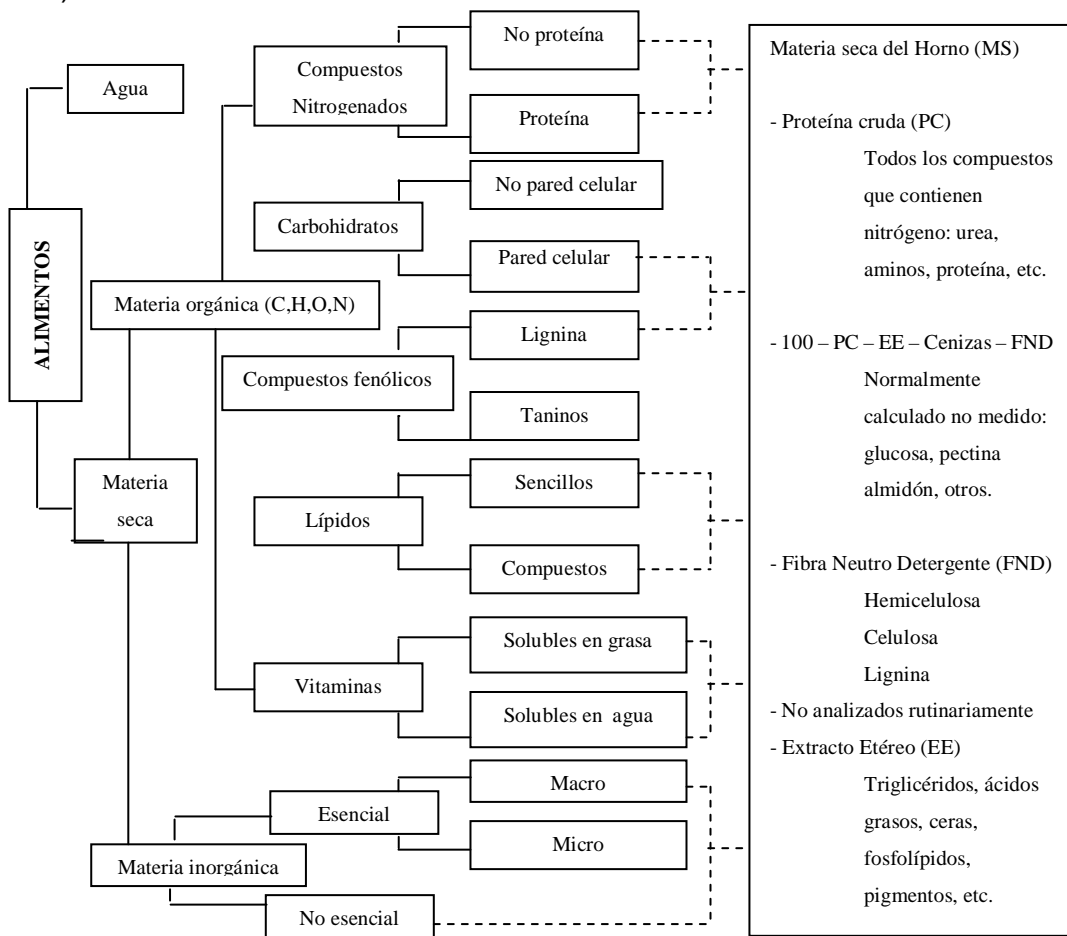 )
Agua
ALIMENTOS
Materia
seca
Materia orgánica (C,H,O,N)
Materia inorgánica
Compuestos
Nitrogenados
Carbohidratos
Compuestos fenólicos
Lípidos
Vitaminas
Esencial
No esencial
No proteína
Proteína
No pared celular
Pared celular
Lignina
Taninos
Sencillos
Compuestos
Solubles en grasa
Solubles en agua
Macro
Micro
Materia seca del Horno (MS)
- Proteína cruda (PC)
Todos los compuestos
que contienen
nitrógeno: urea,
aminos, proteína, etc.
- 100 – PC – EE – Cenizas – FND
Normalmente
calculado no medido:
glucosa, pectina
almidón, otros.
- Fibra Neutro Detergente (FND)
Hemicelulosa
Celulosa
Lignina
- No analizados rutinariamente
- Extracto Etéreo (EE)
Triglicéridos, ácidos
grasos, ceras,
fosfolípidos,
pigmentos, etc.